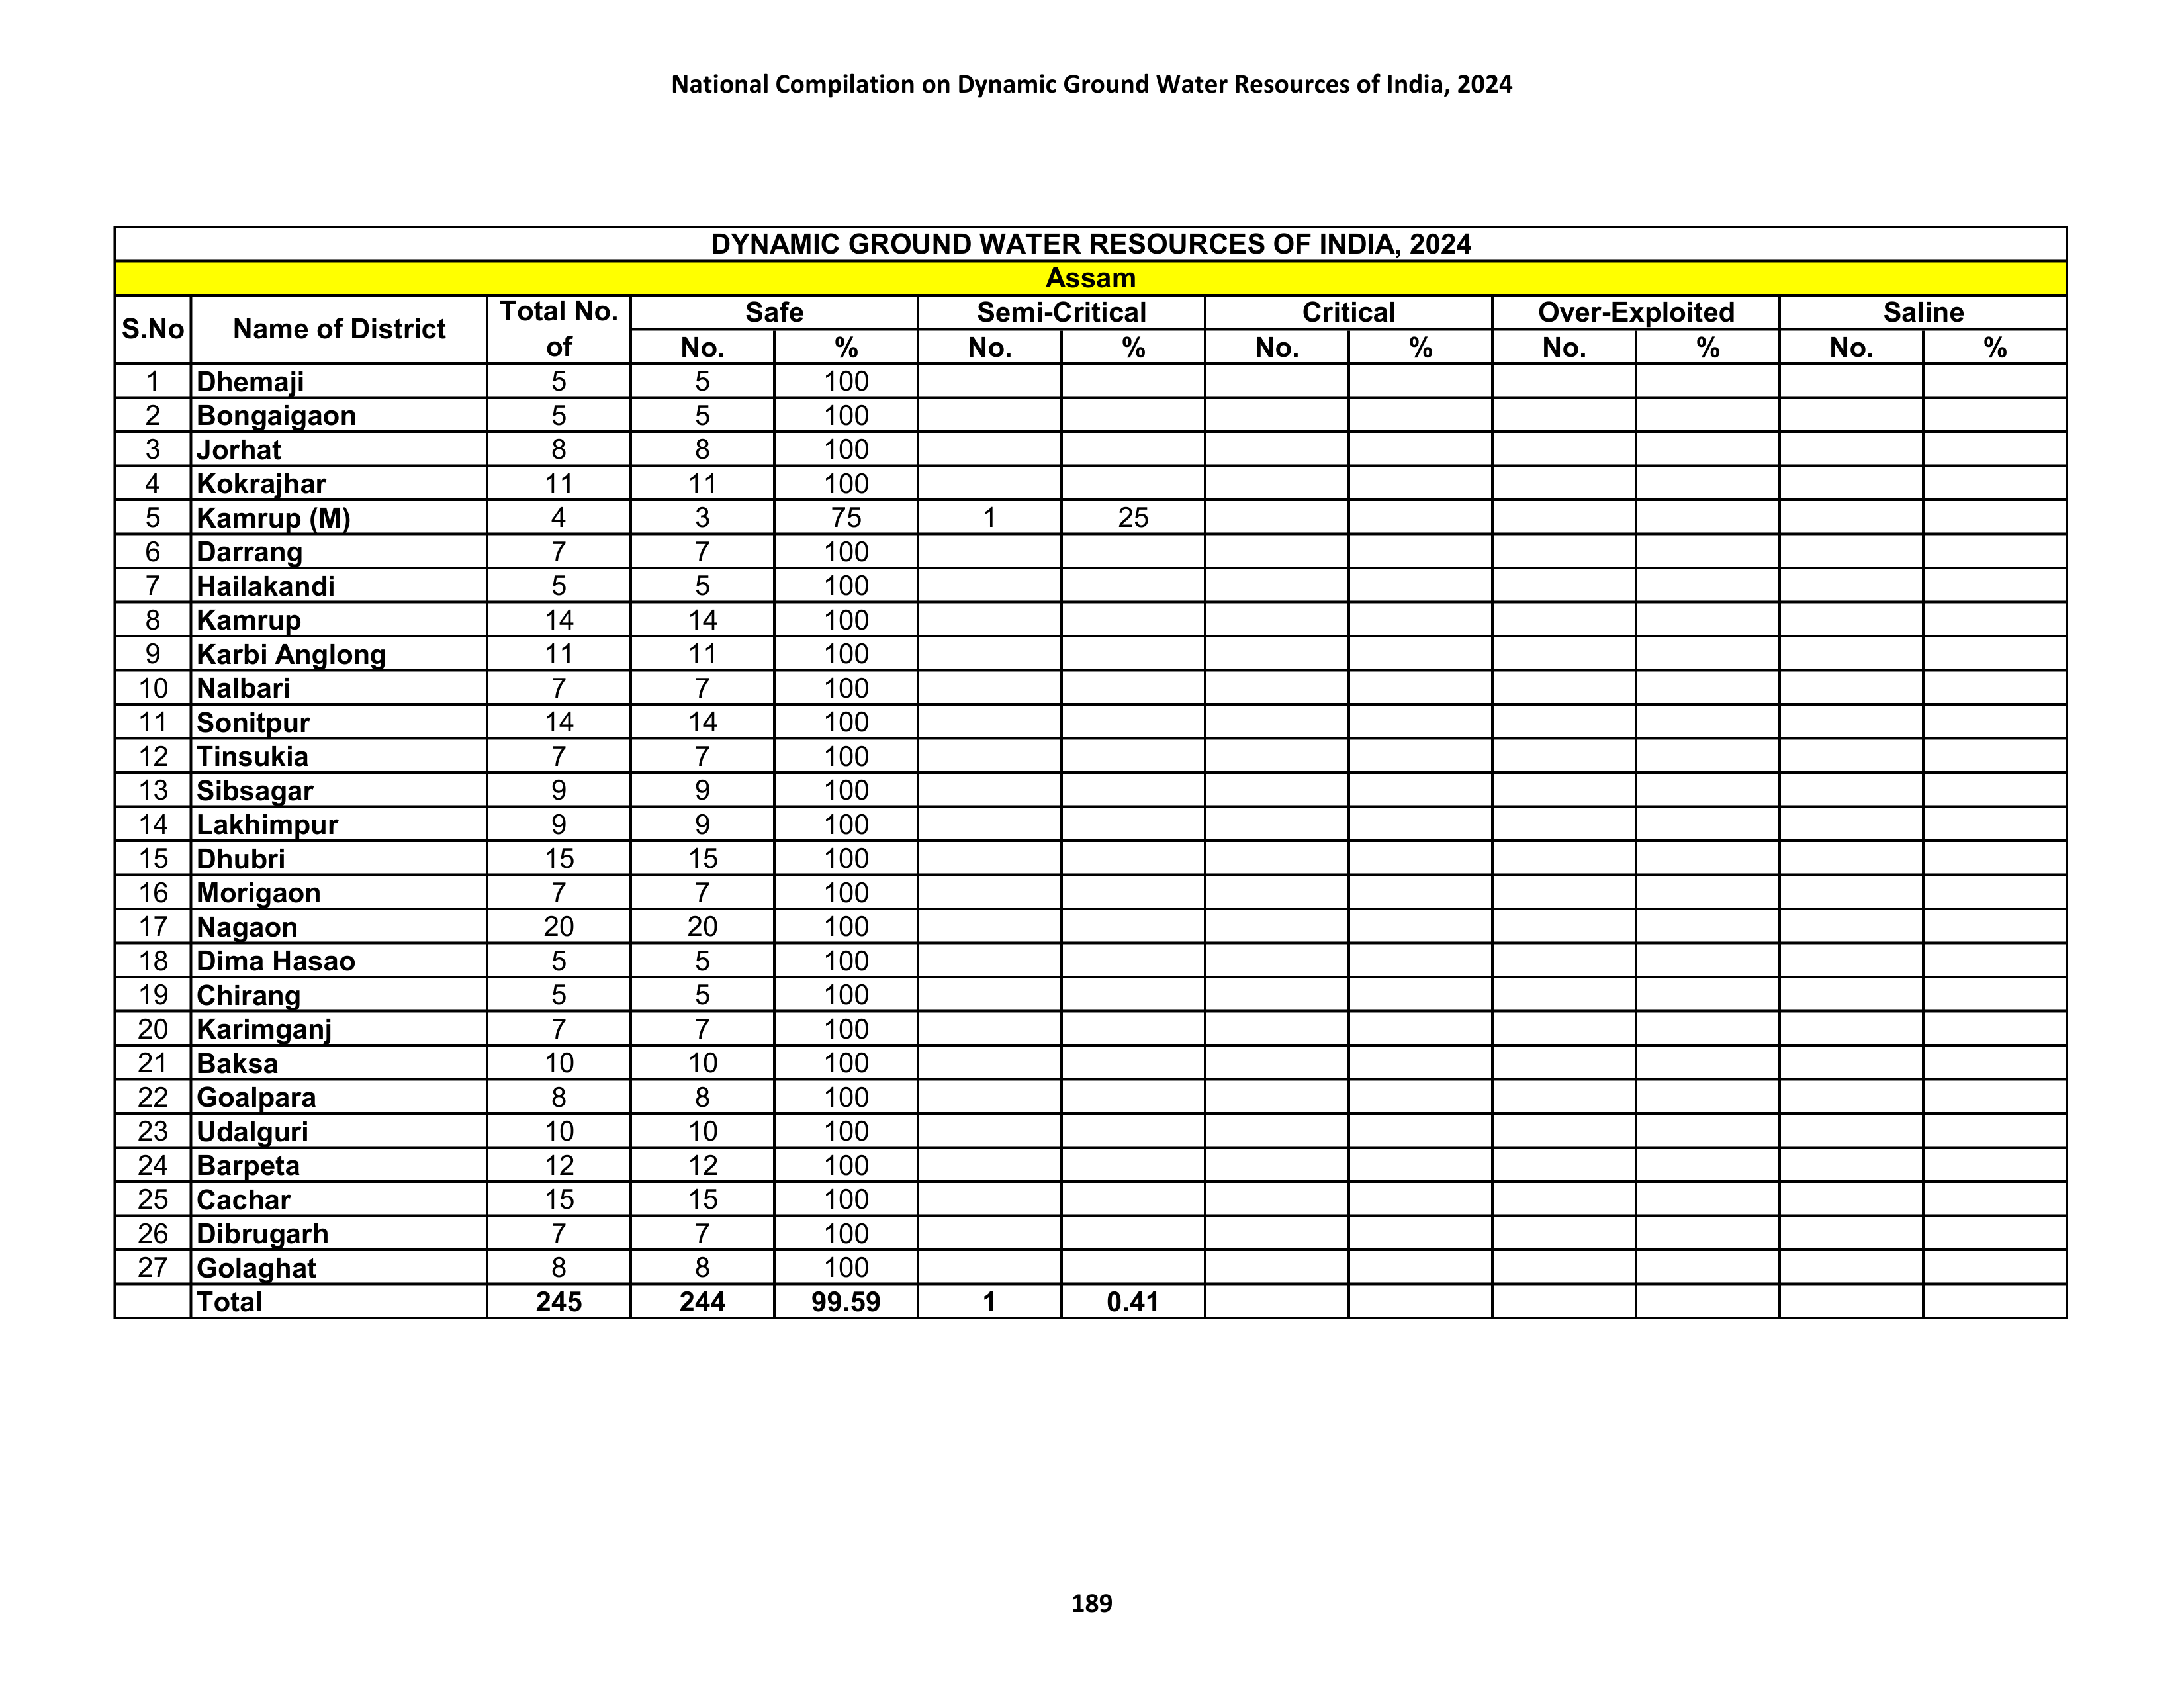 National Compilation on Dynamic Ground Water Resources of India, 2024
DYNAMIC GROUND WATER RESOURCES OF INDIA, 2024
Assam
S.No Name of District Total No. of Safe Semi-Critical Critical Over-Exploited Saline
No. % No. % No. % No. % No. %
1 Dhemaji 5 5 100
2 Bongaigaon 5 5 100
3 Jorhat 8 8 100
4 Kokrajhar 11 11 100
5 Kamrup (M) 4 3 75 1 25
6 Darrang 7 7 100
7 Hailakandi 5 5 100
8 Kamrup 14 14 100
9 Karbi Anglong 11 11 100
10 Nalbari 7 7 100
11 Sonitpur 14 14 100
12 Tinsukia 7 7 100
13 Sibsagar 9 9 100
14 Lakhimpur 9 9 100
15 Dhubri 15 15 100
16 Morigaon 7 7 100
17 Nagaon 20 20 100
18 Dima Hasao 5 5 100
19 Chirang 5 5 100
20 Karimganj 7 7 100
21 Baksa 10 10 100
22 Goalpara 8 8 100
23 Udalguri 10 10 100
24 Barpeta 12 12 100
25 Cachar 15 15 100
26 Dibrugarh 7 7 100
27 Golaghat 8 8 100
Total 245 244 99.59 1 0.41
189